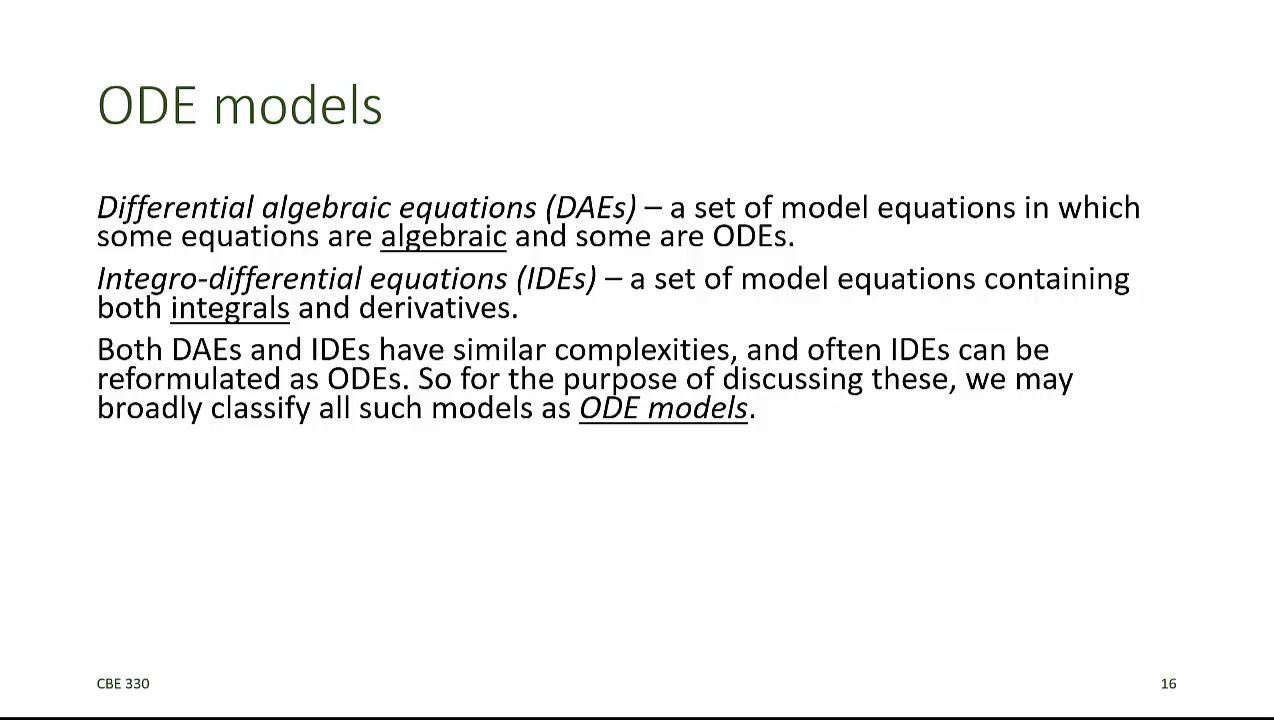 ODE models
Differential algebraic equations (DAEs) – a set of model equations in which
some equations are algebraic and some are ODEs.
Integro-differential equations (IDEs) – a set of model equations containing
both integrals and derivatives.
Both DAEs and IDEs have similar complexities, and often IDEs can be
reformulated as ODEs. So for the purpose of discussing these, we may
broadly classify all such models as ODE models.
CBE 330
16